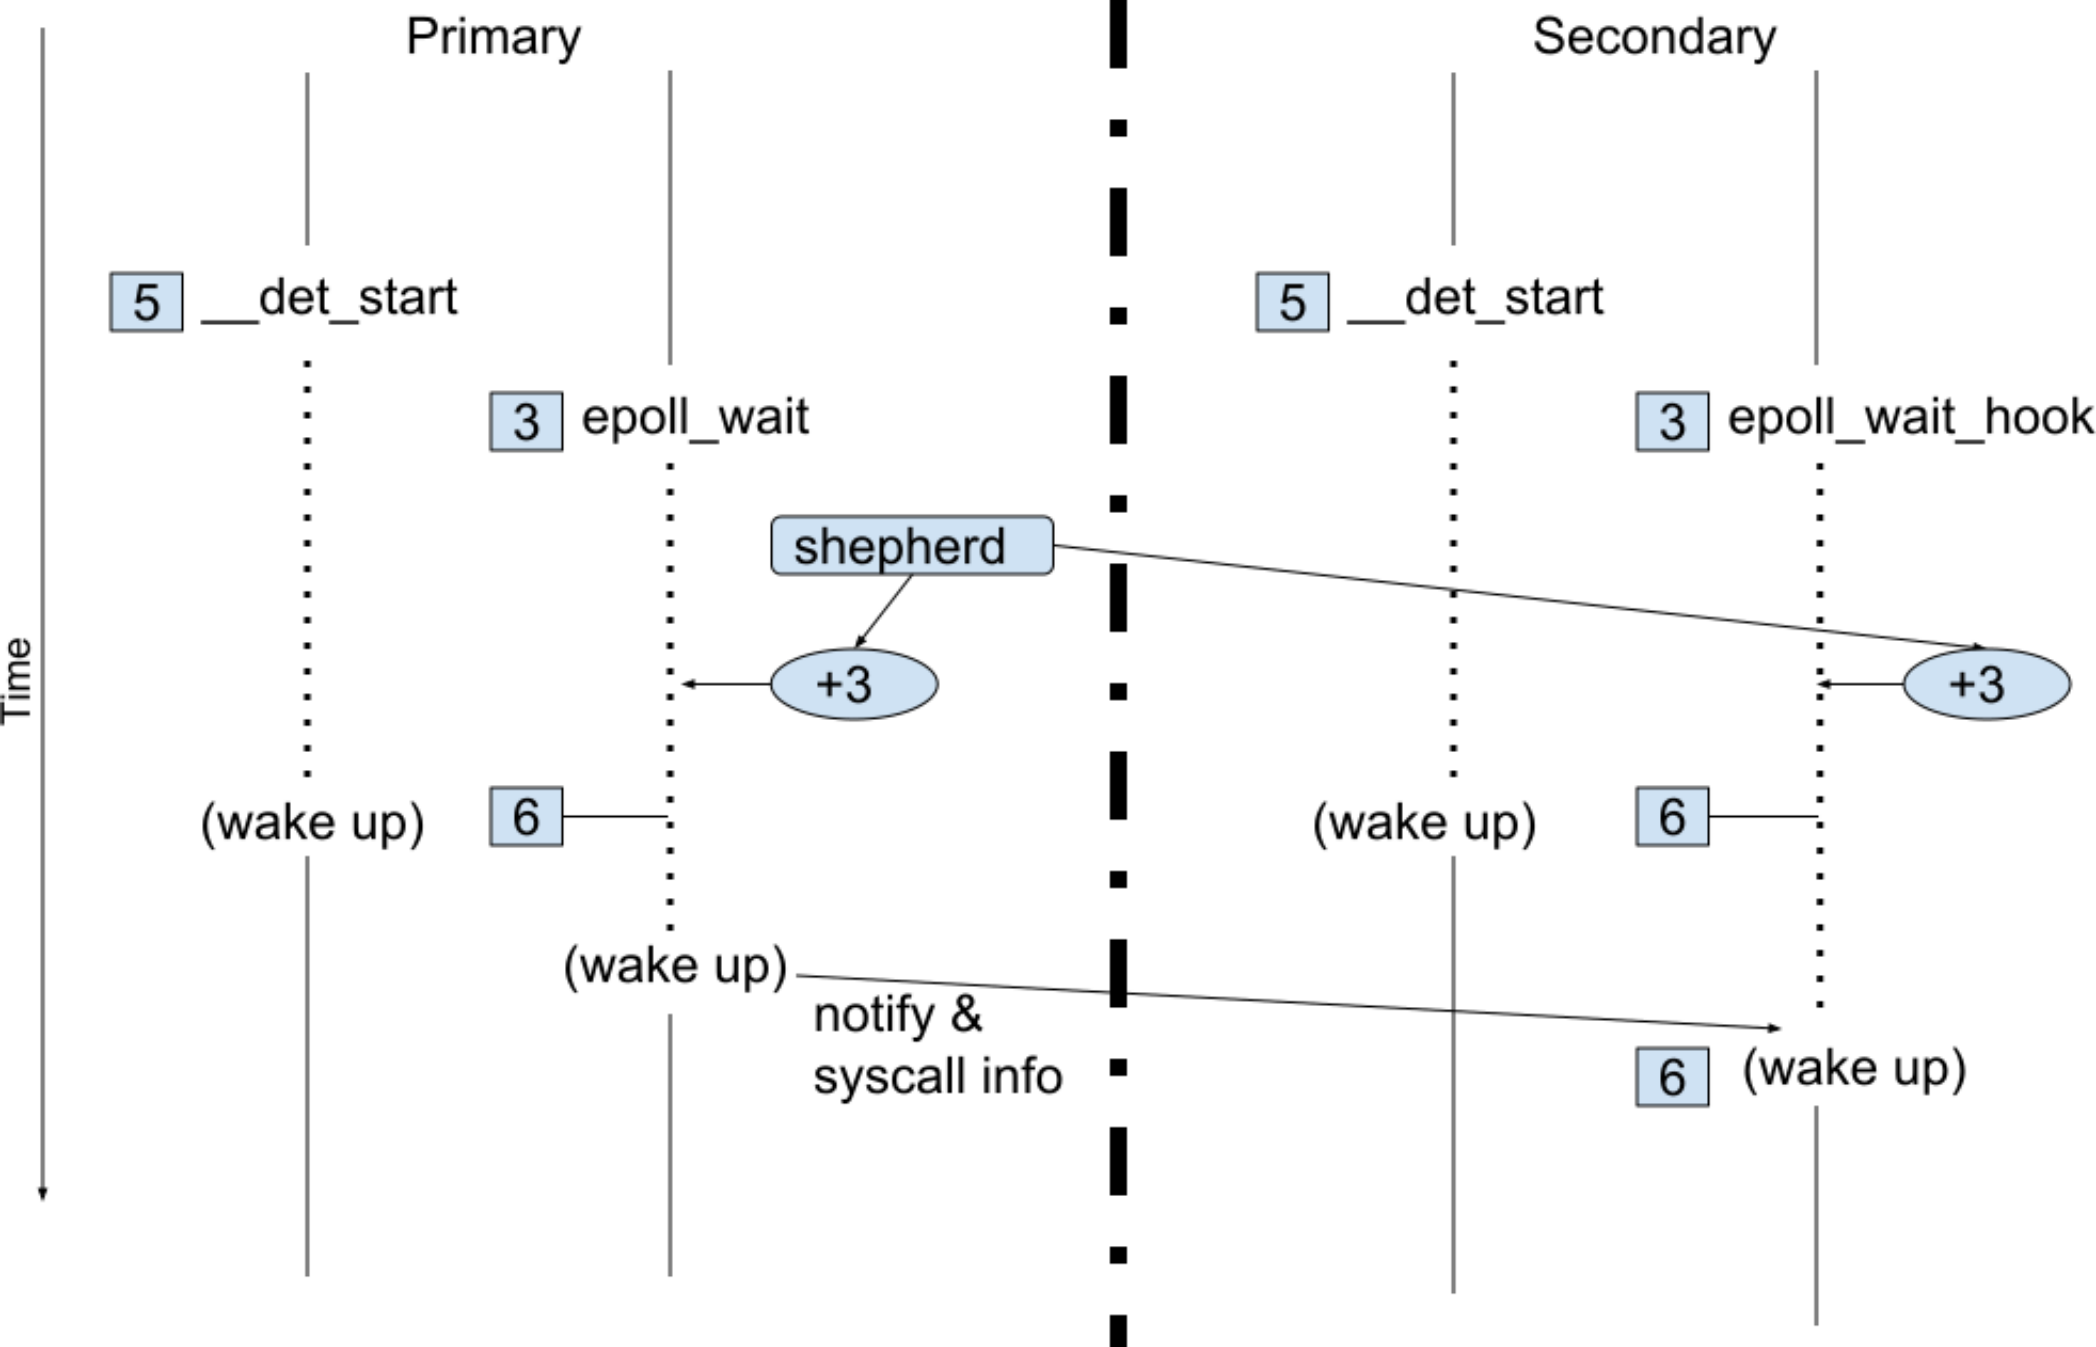 Primary
Secondary
5 __det_start
5 __det_start
3 epoll_wait
3 epoll_wait_hook
shepherd
Time
+3
+3
(wake up)
6
(wake up)
6
(wake up)
notify &
syscall info
6 (wake up)